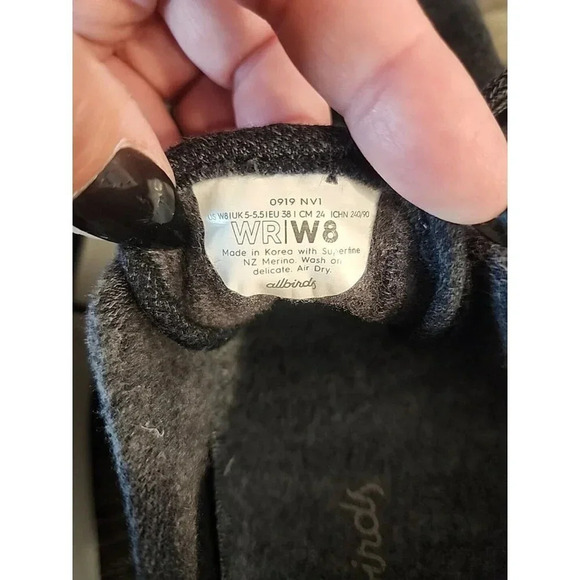 0919 NV1
US W8|UK 5-5.5|EU 38|CM 24|CHN 240/90
WR|W8
Made in Korea with Superfine
NZ Merino. Wash on
delicate. Air Dry.
allbirds
irds